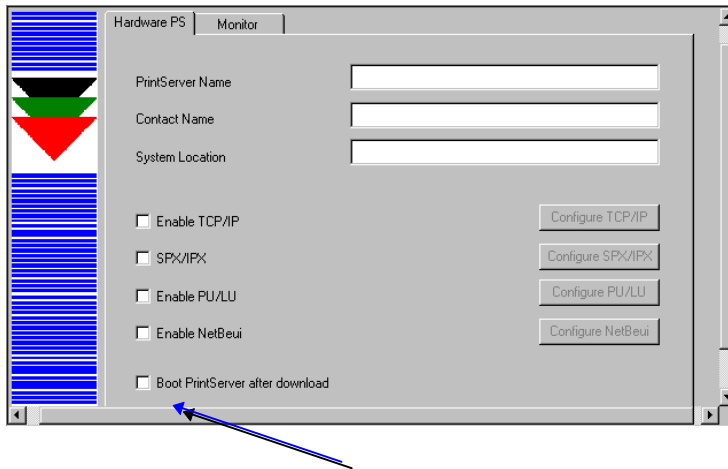 Hardware PS Monitor
PrintServer Name
Contact Name
System Location
Enable TCP/IP Configure TCP/IP
SPX/IPX Configure SPX/IPX
Enable PU/LU Configure PU/LU
Enable NetBeui Configure NetBeui
Boot PrintServer after download